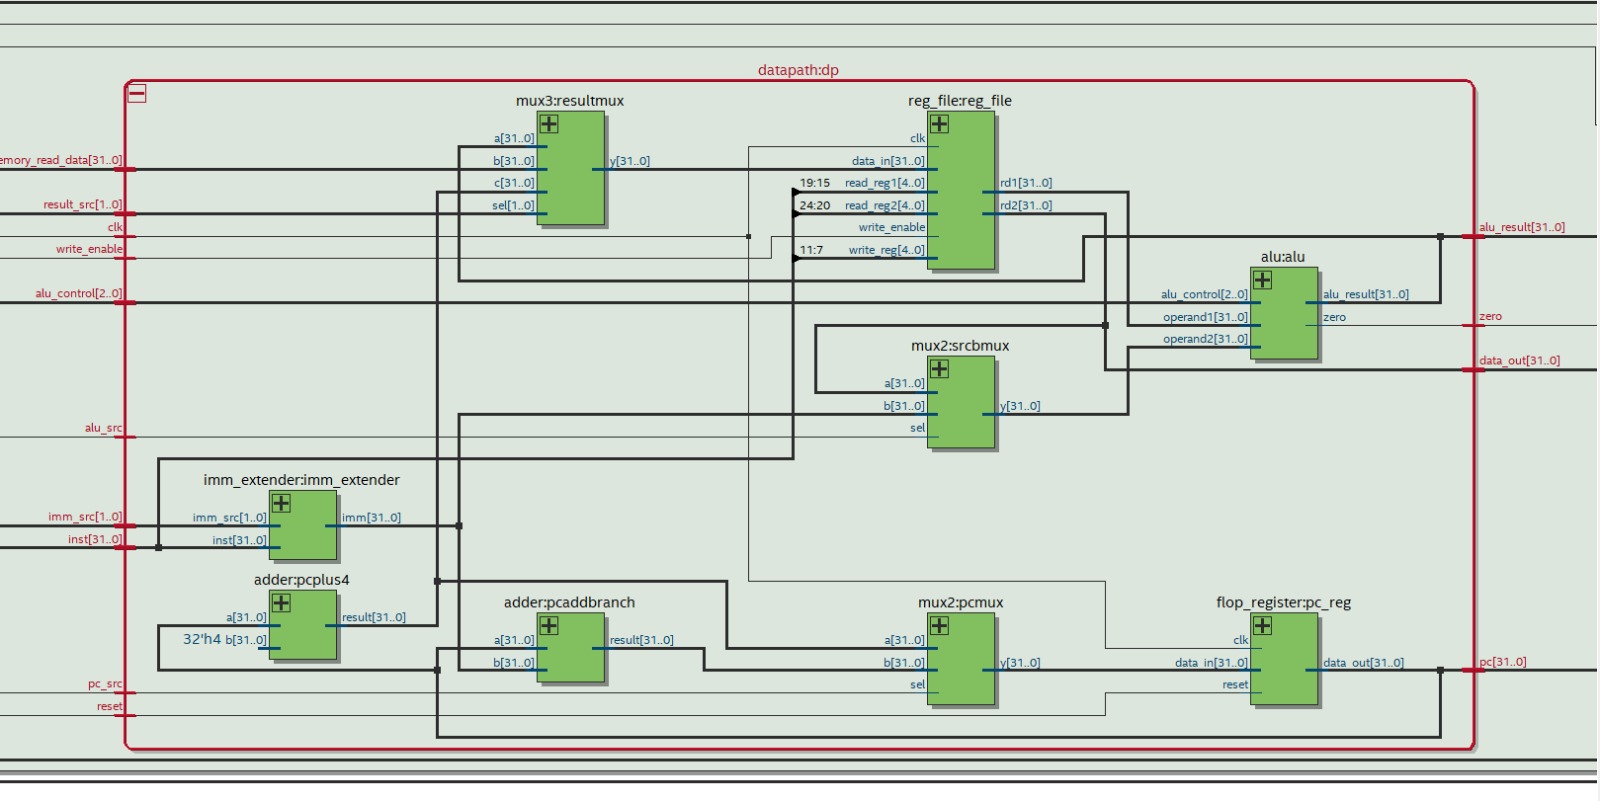 datapath:dp
mux3:resultmux
reg_file:reg_file
a[31..0]
clk
emory_read_data[31..0]
b[31..0]
y[31..0]
data_in[31..0]
c[31..0]
19:15
read_reg1[4..0]
rd1[31..0]
result_src[1..0]
sel[1..0]
24:20
read_reg2[4..0]
rd2[31..0]
clk
write_enable
alu_result[31..0]
write_enable
11:7
write_reg[4..0]
alu:alu
alu_control[2..0]
alu_control[2..0]
alu_result[31..0]
operand1[31..0]
zero
zero
operand2[31..0]
mux2:srcbmux
data_out[31..0]
a[31..0]
b[31..0]
y[31..0]
alu_src
sel
imm_extender:imm_extender
imm_src[1..0]
imm_src[1..0]
imm[31..0]
inst[31..0]
inst[31..0]
adder:pcplus4
adder:pcaddbranch
mux2:pcmux
flop_register:pc_reg
a[31..0]
result[31..0]
32'h4 b[31..0]
a[31..0]
result[31..0]
a[31..0]
clk
b[31..0]
b[31..0]
y[31..0]
data_in[31..0]
data_out[31..0]
pc[31..0]
pc_src
sel
reset
reset